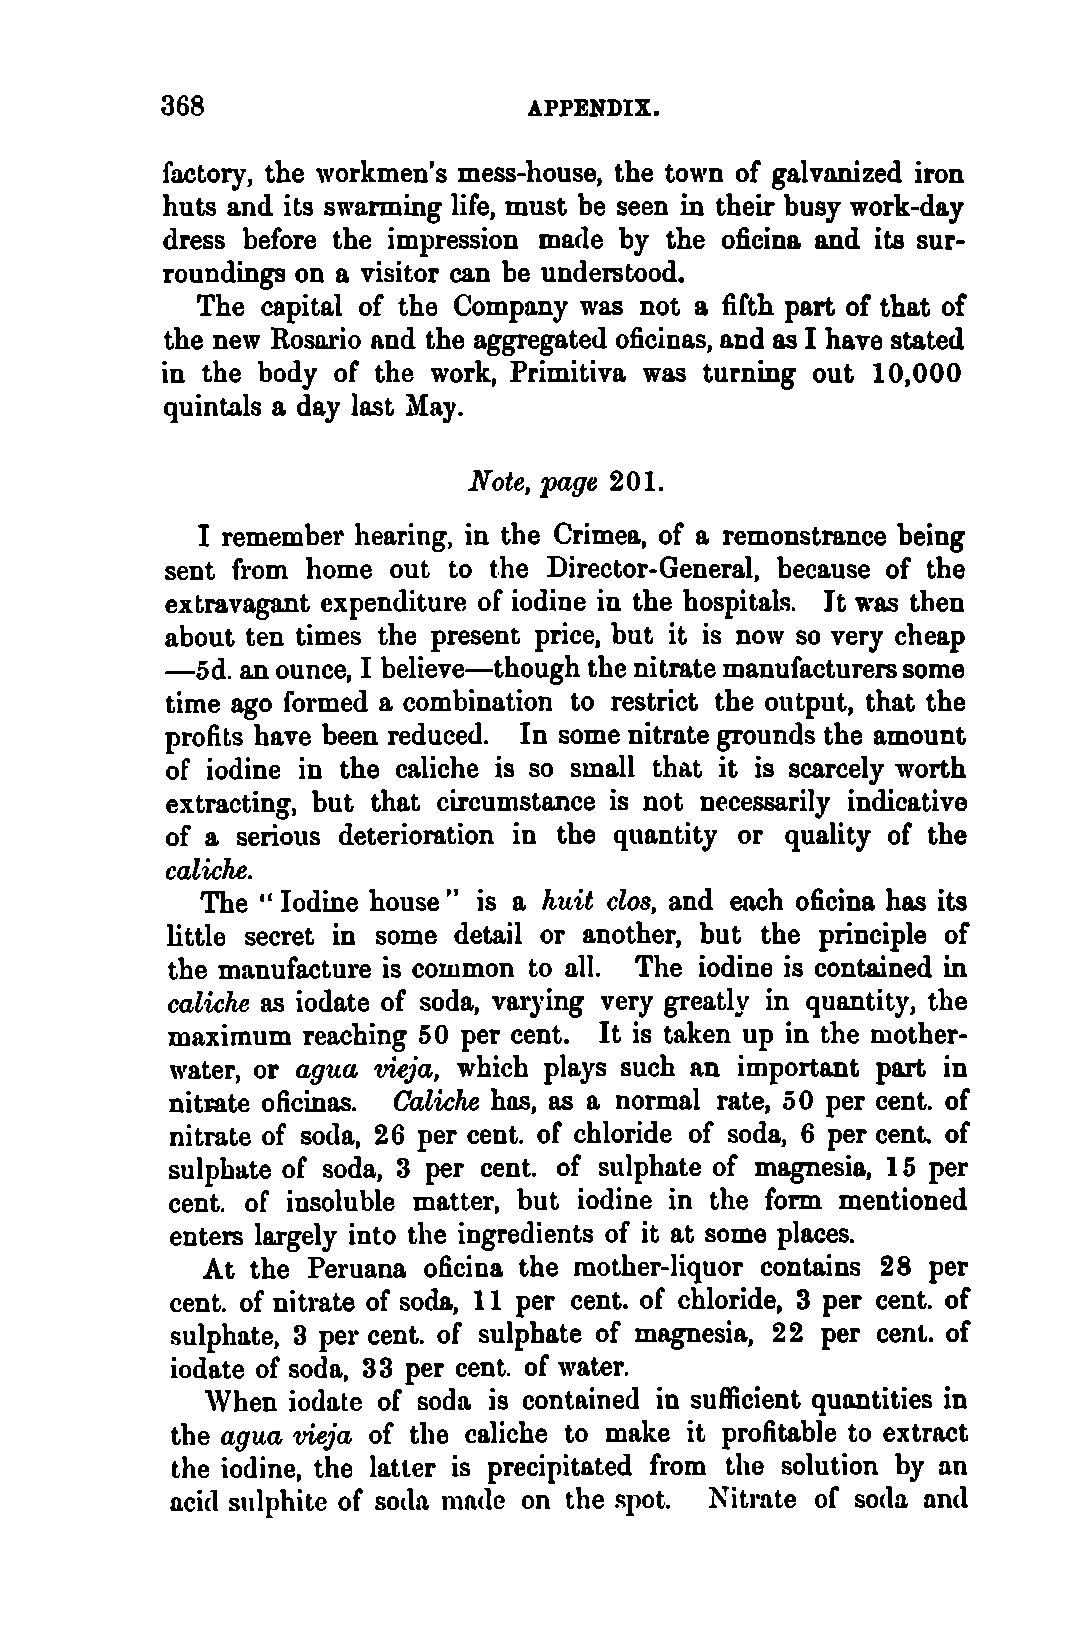 368 APPENDIX.
factory, the workmen's mess-house, the town of galvanized iron
huts and its swarming life, must be seen in their busy work-day
dress before the impression made by the oficina and its sur-
roundings on a visitor can be understood.
The capital of the Company was not a fifth part of that of
the new Rosario and the aggregated oficinas, and as I have stated
in the body of the work, Primitiva was turning out 10,000
quintals a day last May.
Note, page 201.
I remember hearing, in the Crimea, of a remonstrance being
sent from home out to the Director-General, because of the
extravagant expenditure of iodine in the hospitals. It was then
about ten times the present price, but it is now so very cheap
—5d. an ounce, I believe—though the nitrate manufacturers some
time ago formed a combination to restrict the output, that the
profits have been reduced. In some nitrate grounds the amount
of iodine in the caliche is so small that it is scarcely worth
extracting, but that circumstance is not necessarily indicative
of a serious deterioration in the quantity or quality of the
caliche.
The "Iodine house" is a huit clos, and each oficina has its
little secret in some detail or another, but the principle of
the manufacture is common to all. The iodine is contained in
caliche as iodate of soda, varying very greatly in quantity, the
maximum reaching 50 per cent. It is taken up in the mother-
water, or agua vieja, which plays such an important part in
nitrate oficinas. Caliche has, as a normal rate, 50 per cent. of
nitrate of soda, 26 per cent. of chloride of soda, 6 per cent. of
sulphate of soda, 3 per cent. of sulphate of magnesia, 15 per
cent. of insoluble matter, but iodine in the form mentioned
enters largely into the ingredients of it at some places.
At the Peruana oficina the mother-liquor contains 28 per
cent. of nitrate of soda, 11 per cent. of chloride, 3 per cent. of
sulphate, 3 per cent. of sulphate of magnesia, 22 per cent. of
iodate of soda, 33 per cent. of water.
When iodate of soda is contained in sufficient quantities in
the agua vieja of the caliche to make it profitable to extract
the iodine, the latter is precipitated from the solution by an
acid sulphite of soda made on the spot. Nitrate of soda and